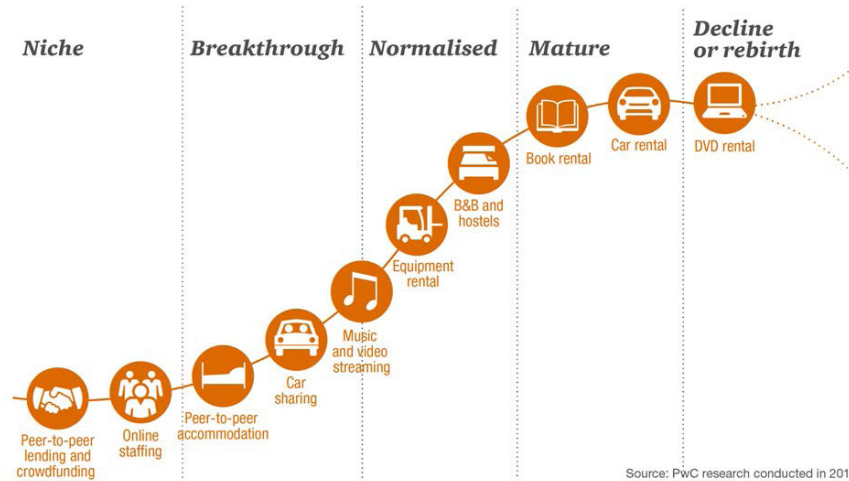 Niche
Breakthrough
Normalised
Mature
Decline
or rebirth
Book rental
Car rental
DVD rental
B&B and
hostels
Equipment
rental
Music
and video
streaming
Car
sharing
Peer-to-peer
accommodation
Online
staffing
Peer-to-peer
lending and
crowdfunding
Source: PwC research conducted in 201